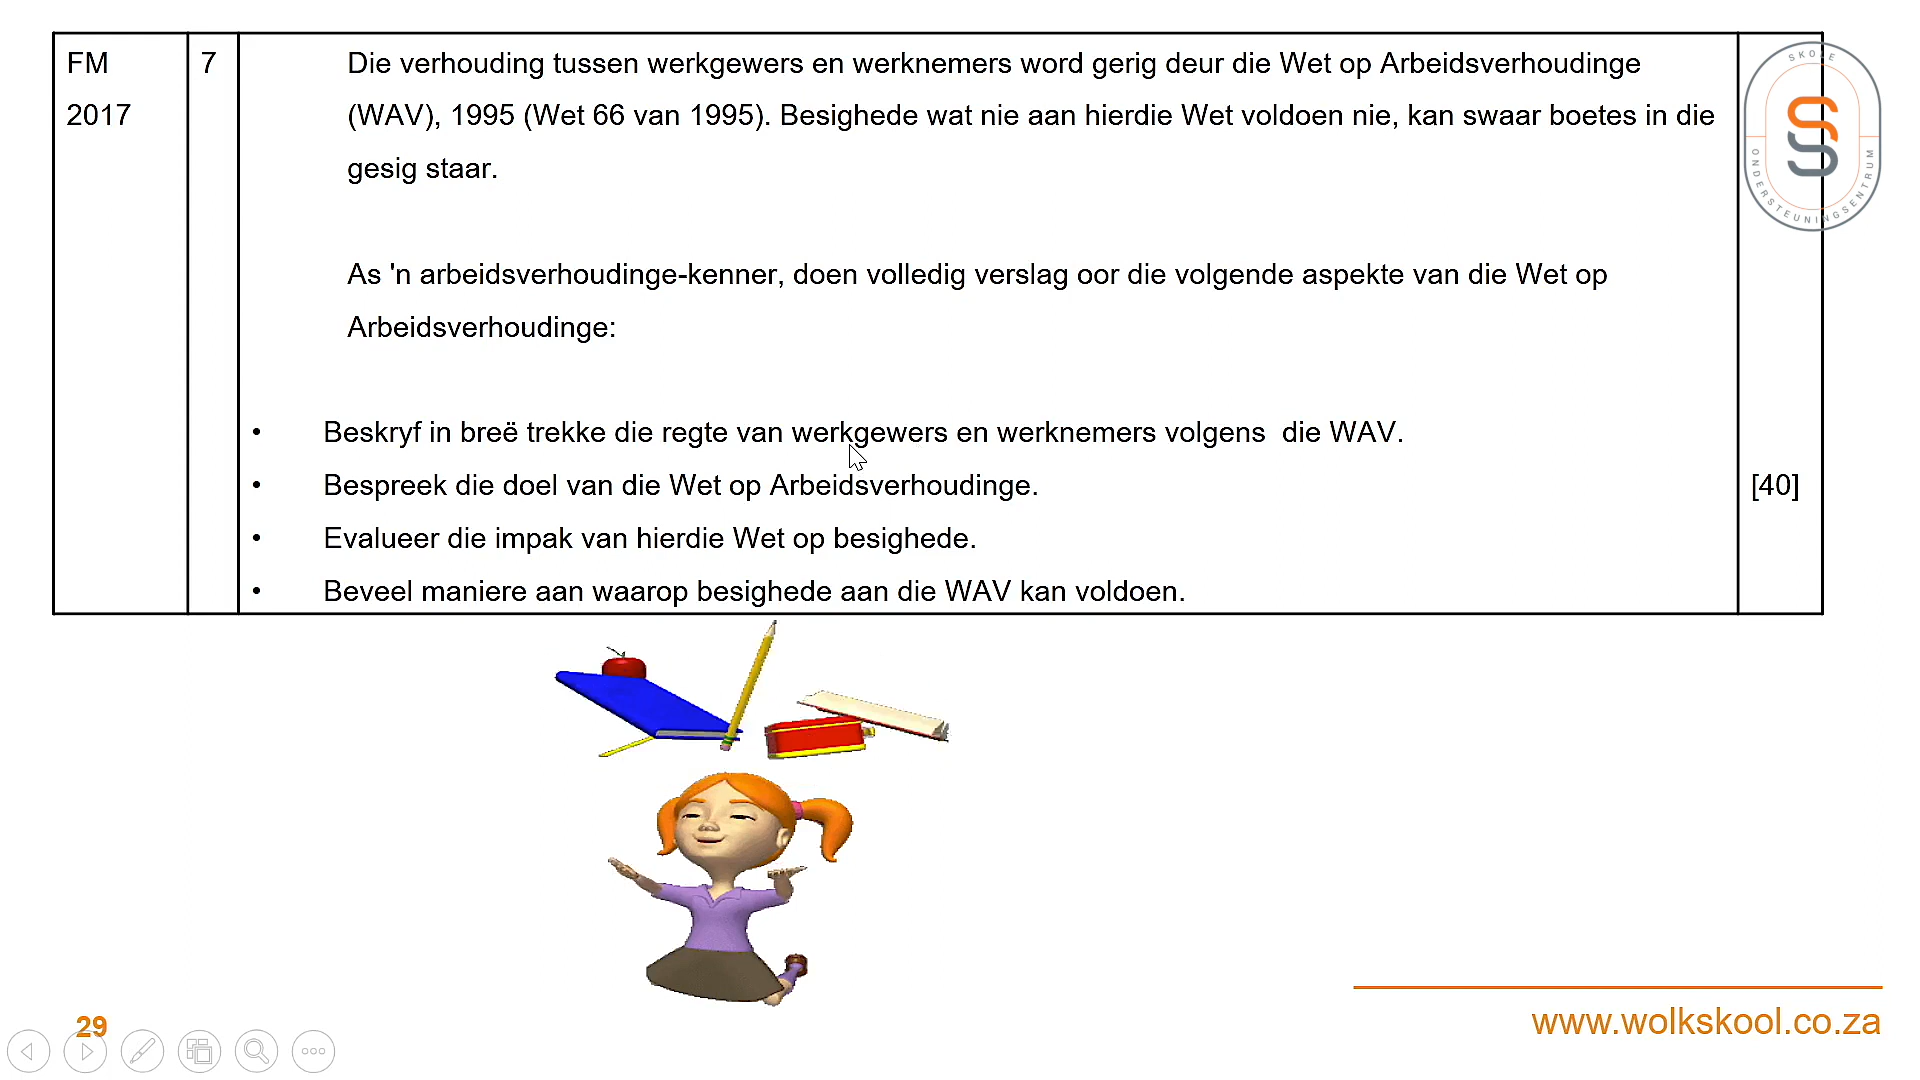 FM
2017
7
Die verhouding tussen werkgewers en werknemers word gerig deur die Wet op Arbeidsverhoudinge
(WAV), 1995 (Wet 66 van 1995). Besighede wat nie aan hierdie Wet voldoen nie, kan swaar boetes in die
gesig staar.
As 'n arbeidsverhoudinge-kenner, doen volledig verslag oor die volgende aspekte van die Wet op
Arbeidsverhoudinge:
• Beskryf in breë trekke die regte van werkgewers en werknemers volgens  die WAV.
• Bespreek die doel van die Wet op Arbeidsverhoudinge.
[40]
• Evalueer die impak van hierdie Wet op besighede.
• Beveel maniere aan waarop besighede aan die WAV kan voldoen.
SKOLE
ONDERSTEUNINGSENTRUM
29
www.wolkskool.co.za